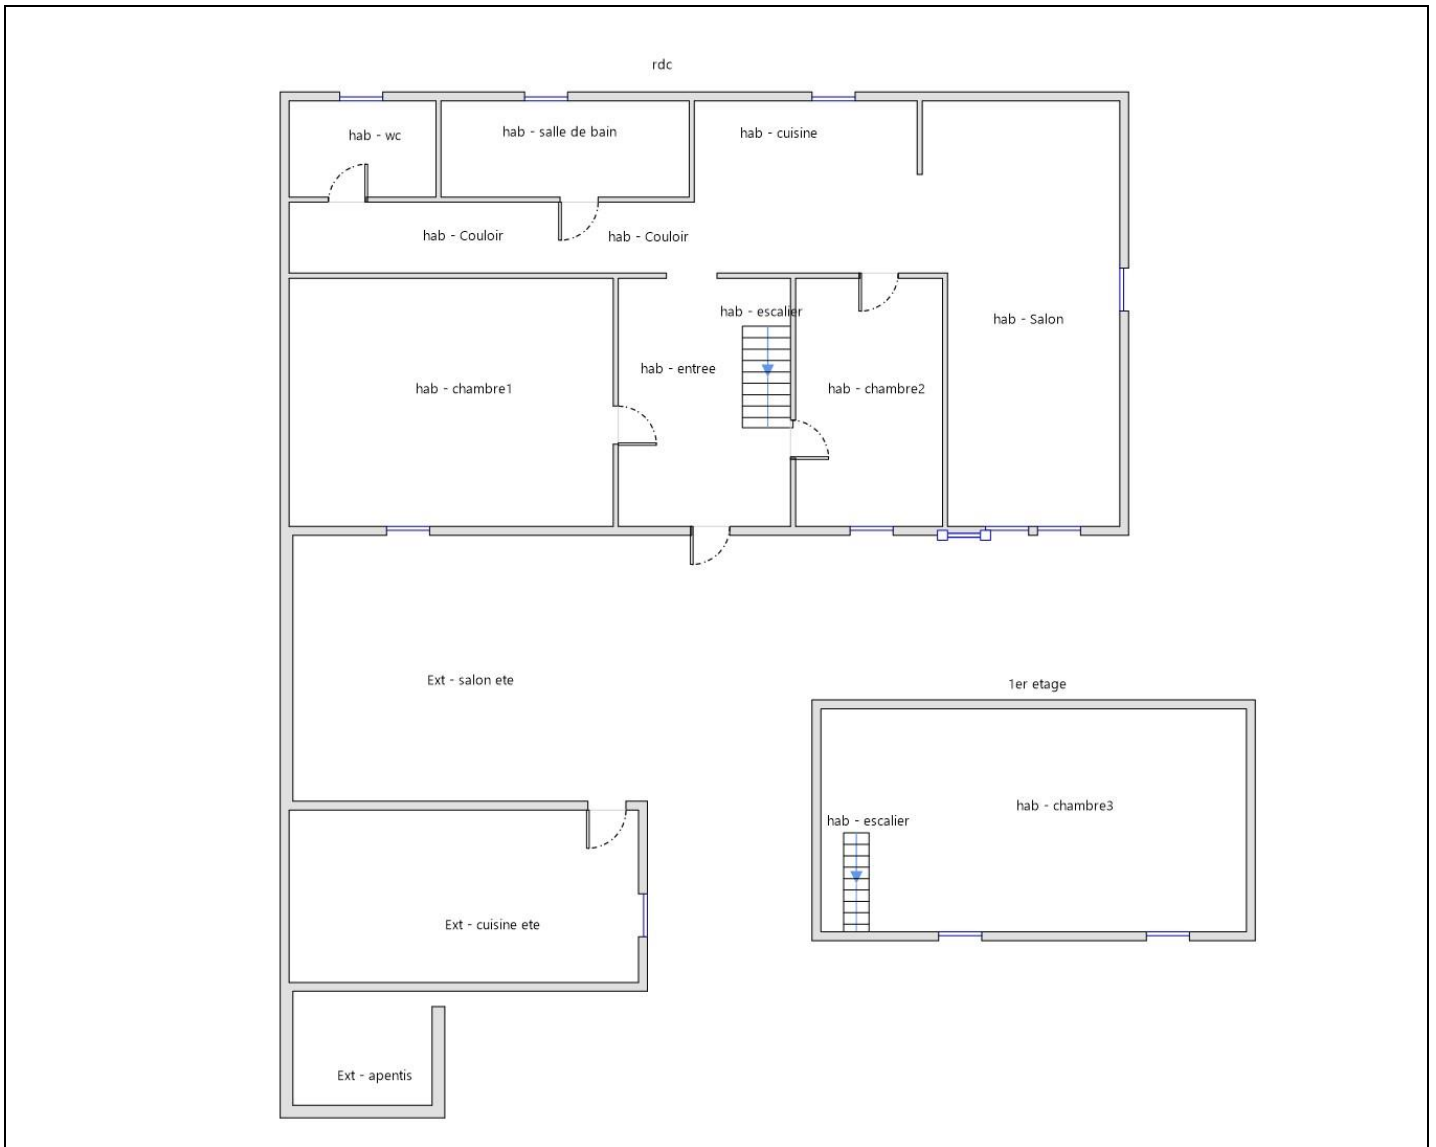 rdc
hab - wc
hab - salle de bain
hab - cuisine
hab - Couloir
hab - Couloir
hab - escalier
hab - Salon
hab - entree
hab - chambre1
hab - chambre2
Ext - salon ete
1er etage
hab - chambre3
hab - escalier
Ext - cuisine ete
Ext - apentis